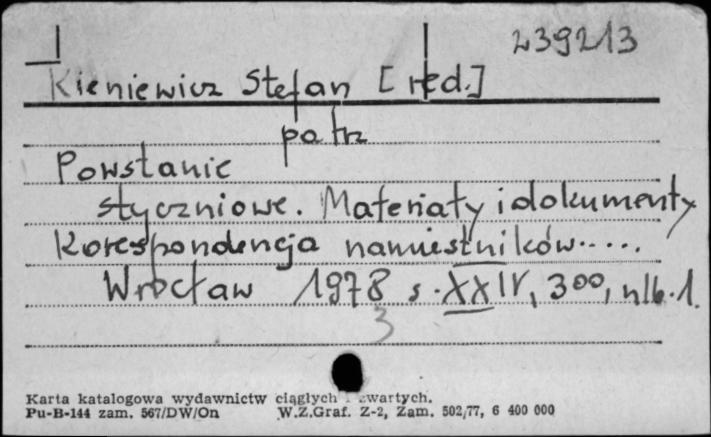 239213
Kieniewicz Stefan [red.]
patrz
Powstanie
styczniowe. Materiały i dokumenty
Korespondencja namiestników.....
Wrocław 1978 s. XXIV, 300, nlb. 1.
3
Karta katalogowa wydawnictw ciągłych i zwartych.
Pu-B-144 zam. 567/DW/On W.Z.Graf. Z-2, Zam. 502/77, 6 400 000